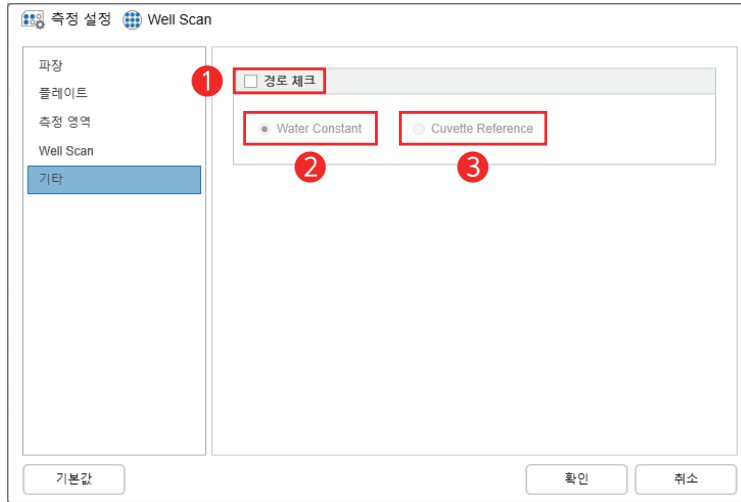 측정 설정 Well Scan
파장
플레이트
측정 영역
Well Scan
기타
1
경로 체크
Water Constant
Cuvette Reference
2
3
기본값
확인
취소